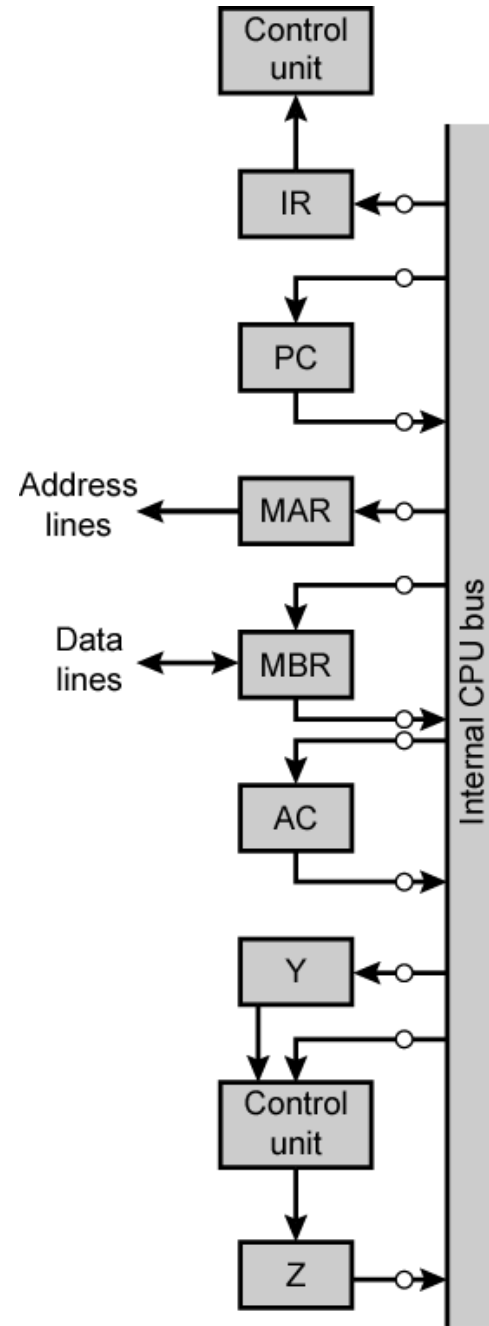 Control
unit
IR
PC
Address
lines
MAR
Data
lines
MBR
Internal CPU bus
AC
Y
Control
unit
Z